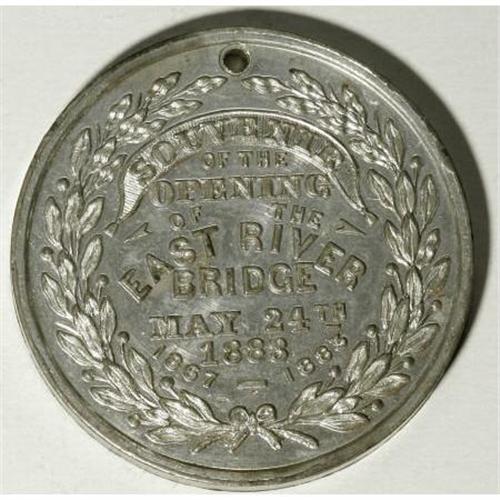 SOUVENIR
OF THE
OPENING
OF THE
EAST RIVER
BRIDGE
MAY 24TH
1883
1867 — 1883